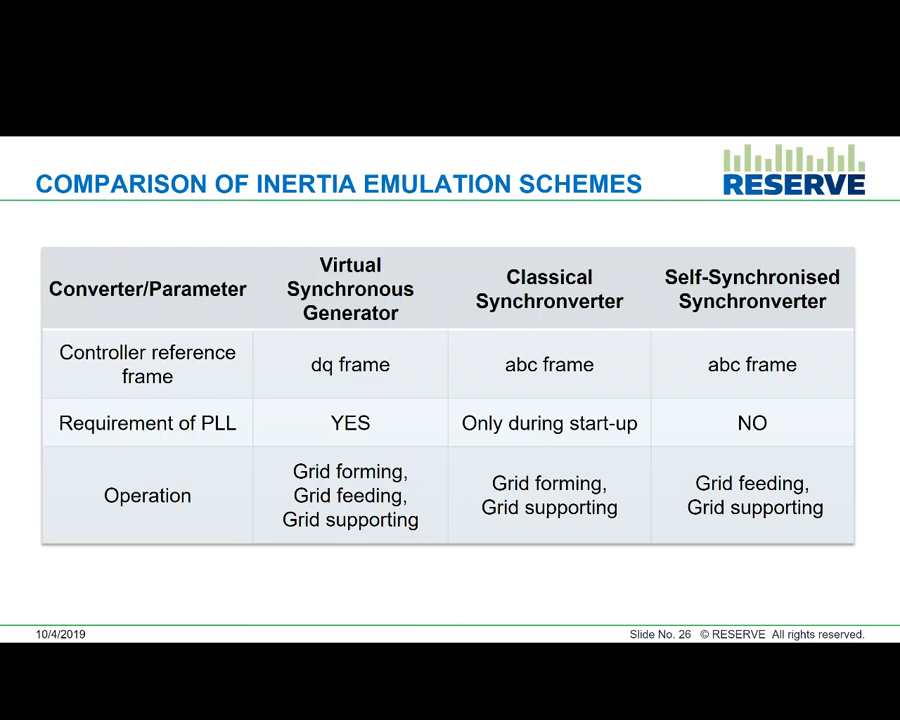 COMPARISON OF INERTIA EMULATION SCHEMES
RESERVE
Converter/Parameter
Virtual
Synchronous
Generator
Classical
Synchronverter
Self-Synchronised
Synchronverter
Controller reference
frame
dq frame
abc frame
abc frame
Requirement of PLL
YES
Only during start-up
NO
Operation
Grid forming,
Grid feeding,
Grid supporting
Grid forming,
Grid supporting
Grid feeding,
Grid supporting
10/4/2019
Slide No. 26 © RESERVE All rights reserved.